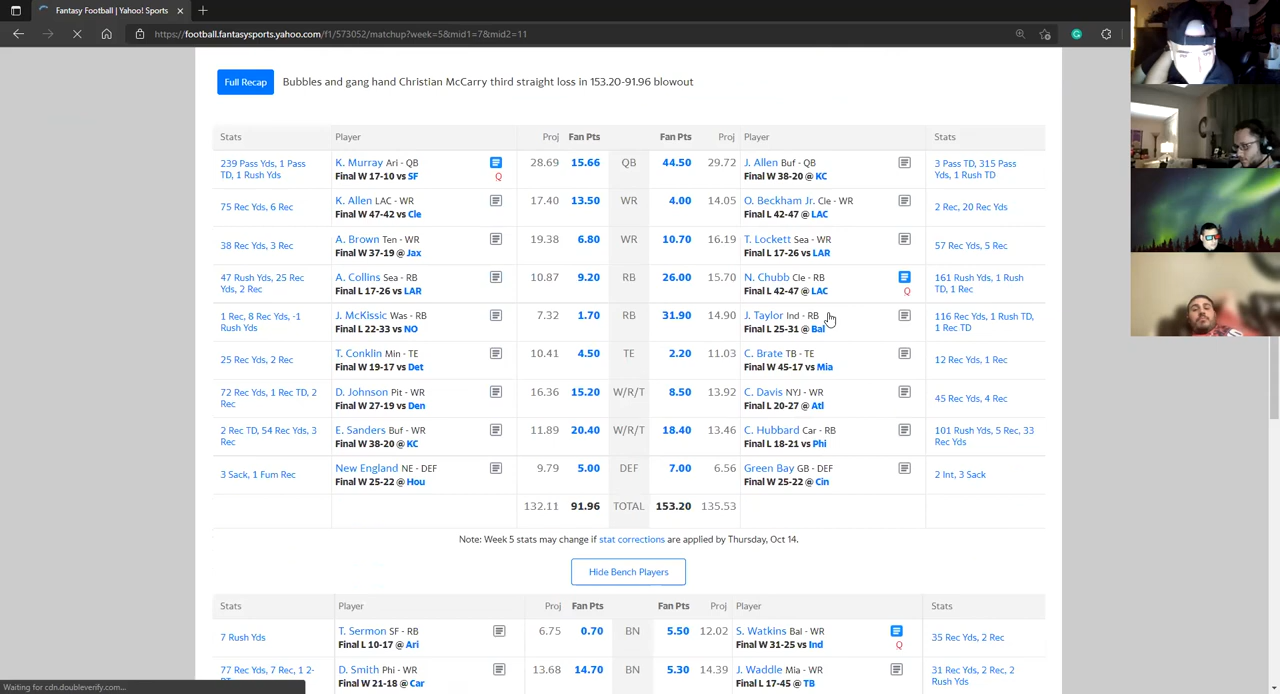 Fantasy Football | Yahoo! Sports
https://football.fantasysports.yahoo.com/f1/573052/matchup?week=5&mid1=7&mid2=11
Full Recap Bubbles and gang hand Christian McCarry third straight loss in 153.20-91.96 blowout
Stats Player Proj Fan Pts Fan Pts Proj Player Stats
239 Pass Yds, 1 Pass TD, 1 Rush Yds K. Murray Ari - QB 28.69 15.66 QB 44.50 29.72 J. Allen Buf - QB 3 Pass TD, 315 Pass Yds, 1 Rush TD
Final W 17-10 vs SF Q Final W 38-20 @ KC
75 Rec Yds, 6 Rec K. Allen LAC - WR 17.40 13.50 WR 4.00 14.05 O. Beckham Jr. Cle - WR 2 Rec, 20 Rec Yds
Final W 47-42 vs Cle Final L 42-47 @ LAC
38 Rec Yds, 3 Rec A. Brown Ten - WR 19.38 6.80 WR 10.70 16.19 T. Lockett Sea - WR 57 Rec Yds, 5 Rec
Final W 37-19 @ Jax Final L 17-26 vs LAR
47 Rush Yds, 25 Rec Yds, 2 Rec A. Collins Sea - RB 10.87 9.20 RB 26.00 15.70 N. Chubb Cle - RB 161 Rush Yds, 1 Rush TD, 1 Rec
Final L 17-26 vs LAR Final L 42-47 @ LAC Q
1 Rec, 8 Rec Yds, -1 Rush Yds J. McKissic Was - RB 7.32 1.70 RB 31.90 14.90 J. Taylor Ind - RB 116 Rec Yds, 1 Rush TD, 1 Rec TD
Final L 22-33 vs NO Final L 25-31 @ Bal
25 Rec Yds, 2 Rec T. Conklin Min - TE 10.41 4.50 TE 2.20 11.03 C. Brate TB - TE 12 Rec Yds, 1 Rec
Final W 19-17 vs Det Final W 45-17 vs Mia
72 Rec Yds, 1 Rec TD, 2 Rec D. Johnson Pit - WR 16.36 15.20 W/R/T 8.50 13.92 C. Davis NYJ - WR 45 Rec Yds, 4 Rec
Final W 27-19 vs Den Final L 20-27 @ Atl
2 Rec TD, 54 Rec Yds, 3 Rec E. Sanders Buf - WR 11.89 20.40 W/R/T 18.40 13.46 C. Hubbard Car - RB 101 Rush Yds, 5 Rec, 33 Rec Yds
Final W 38-20 @ KC Final L 18-21 vs Phi
3 Sack, 1 Fum Rec New England NE - DEF 9.79 5.00 DEF 7.00 6.56 Green Bay GB - DEF 2 Int, 3 Sack
Final W 25-22 @ Hou Final W 25-22 @ Cin
132.11 91.96 TOTAL 153.20 135.53
Note: Week 5 stats may change if stat corrections are applied by Thursday, Oct 14.
Hide Bench Players
Stats Player Proj Fan Pts Fan Pts Proj Player Stats
7 Rush Yds T. Sermon SF - RB 6.75 0.70 BN 5.50 12.02 S. Watkins Bal - WR 35 Rec Yds, 2 Rec
Final L 10-17 @ Ari Final W 31-25 vs Ind Q
77 Rec Yds, 7 Rec, 1 2- D. Smith Phi - WR 13.68 14.70 BN 5.30 14.39 J. Waddle Mia - WR 31 Rec Yds, 2 Rec, 2 Rush Yds
Final W 21-18 @ Car Final L 17-45 @ TB
Waiting for cdn.doubleverify.com...